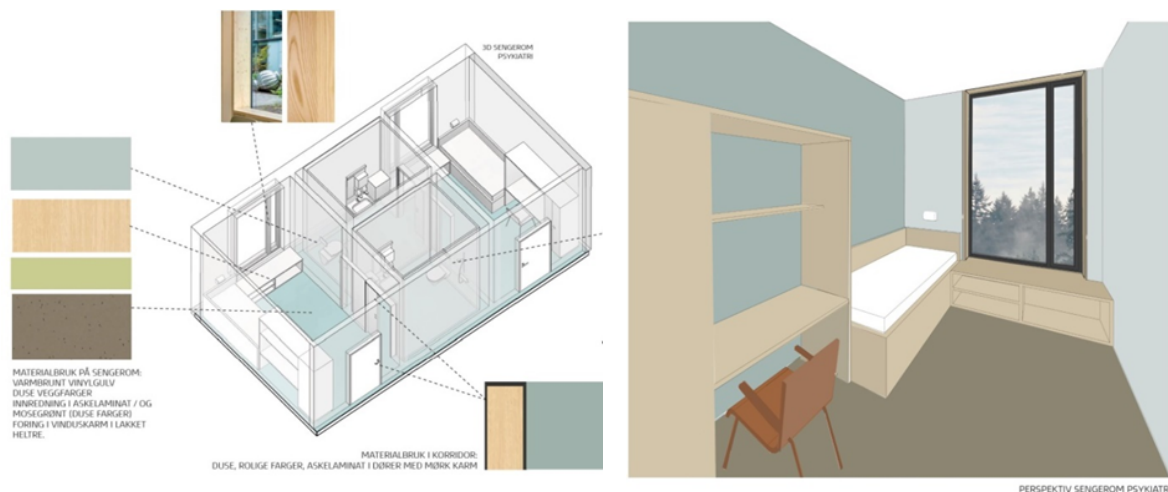 3D SENGEROM
PSYKIATRI
MATERIALBRUK PÅ SENGEROM:
VARMBRUNT VINYLGULV
DUSE VEGGFARGER
INNREDNING I ASKELAMINAT / OG
MOSEGRØNT (DUSE FARGER)
FORING I VINDUSKARM I LAKKET
HELTRE.
MATERIALBRUK I KORRIDOR:
DUSE, ROLIGE FARGER, ASKELAMINAT I DØRER MED MØRK KARM
PERSPEKTIV SENGEROM PSYKIATRI